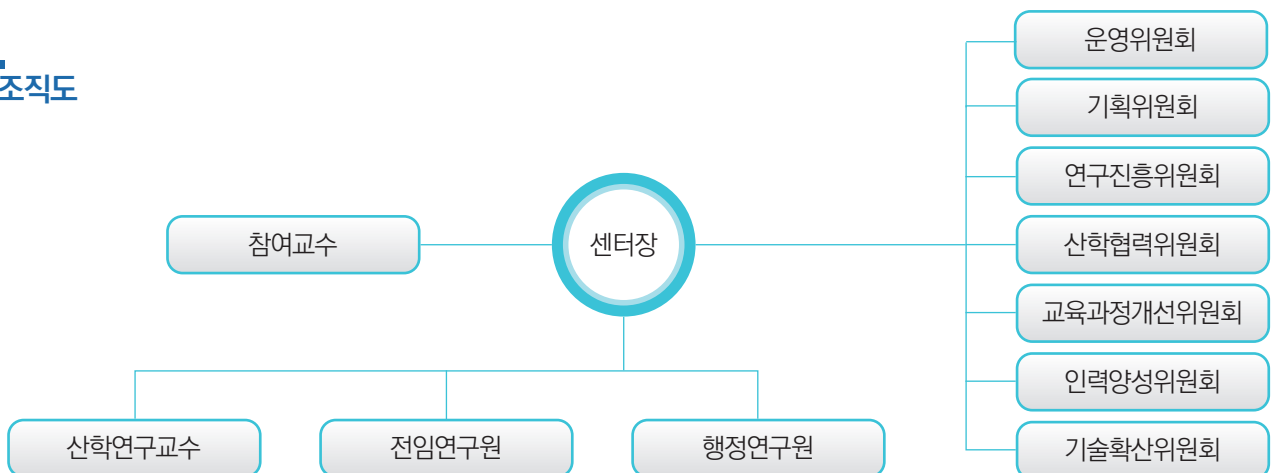 조직도
운영위원회
기획위원회
연구진흥위원회
참여교수
센터장
산학협력위원회
교육과정개선위원회
인력양성위원회
산학연구교수
전임연구원
행정연구원
기술확산위원회